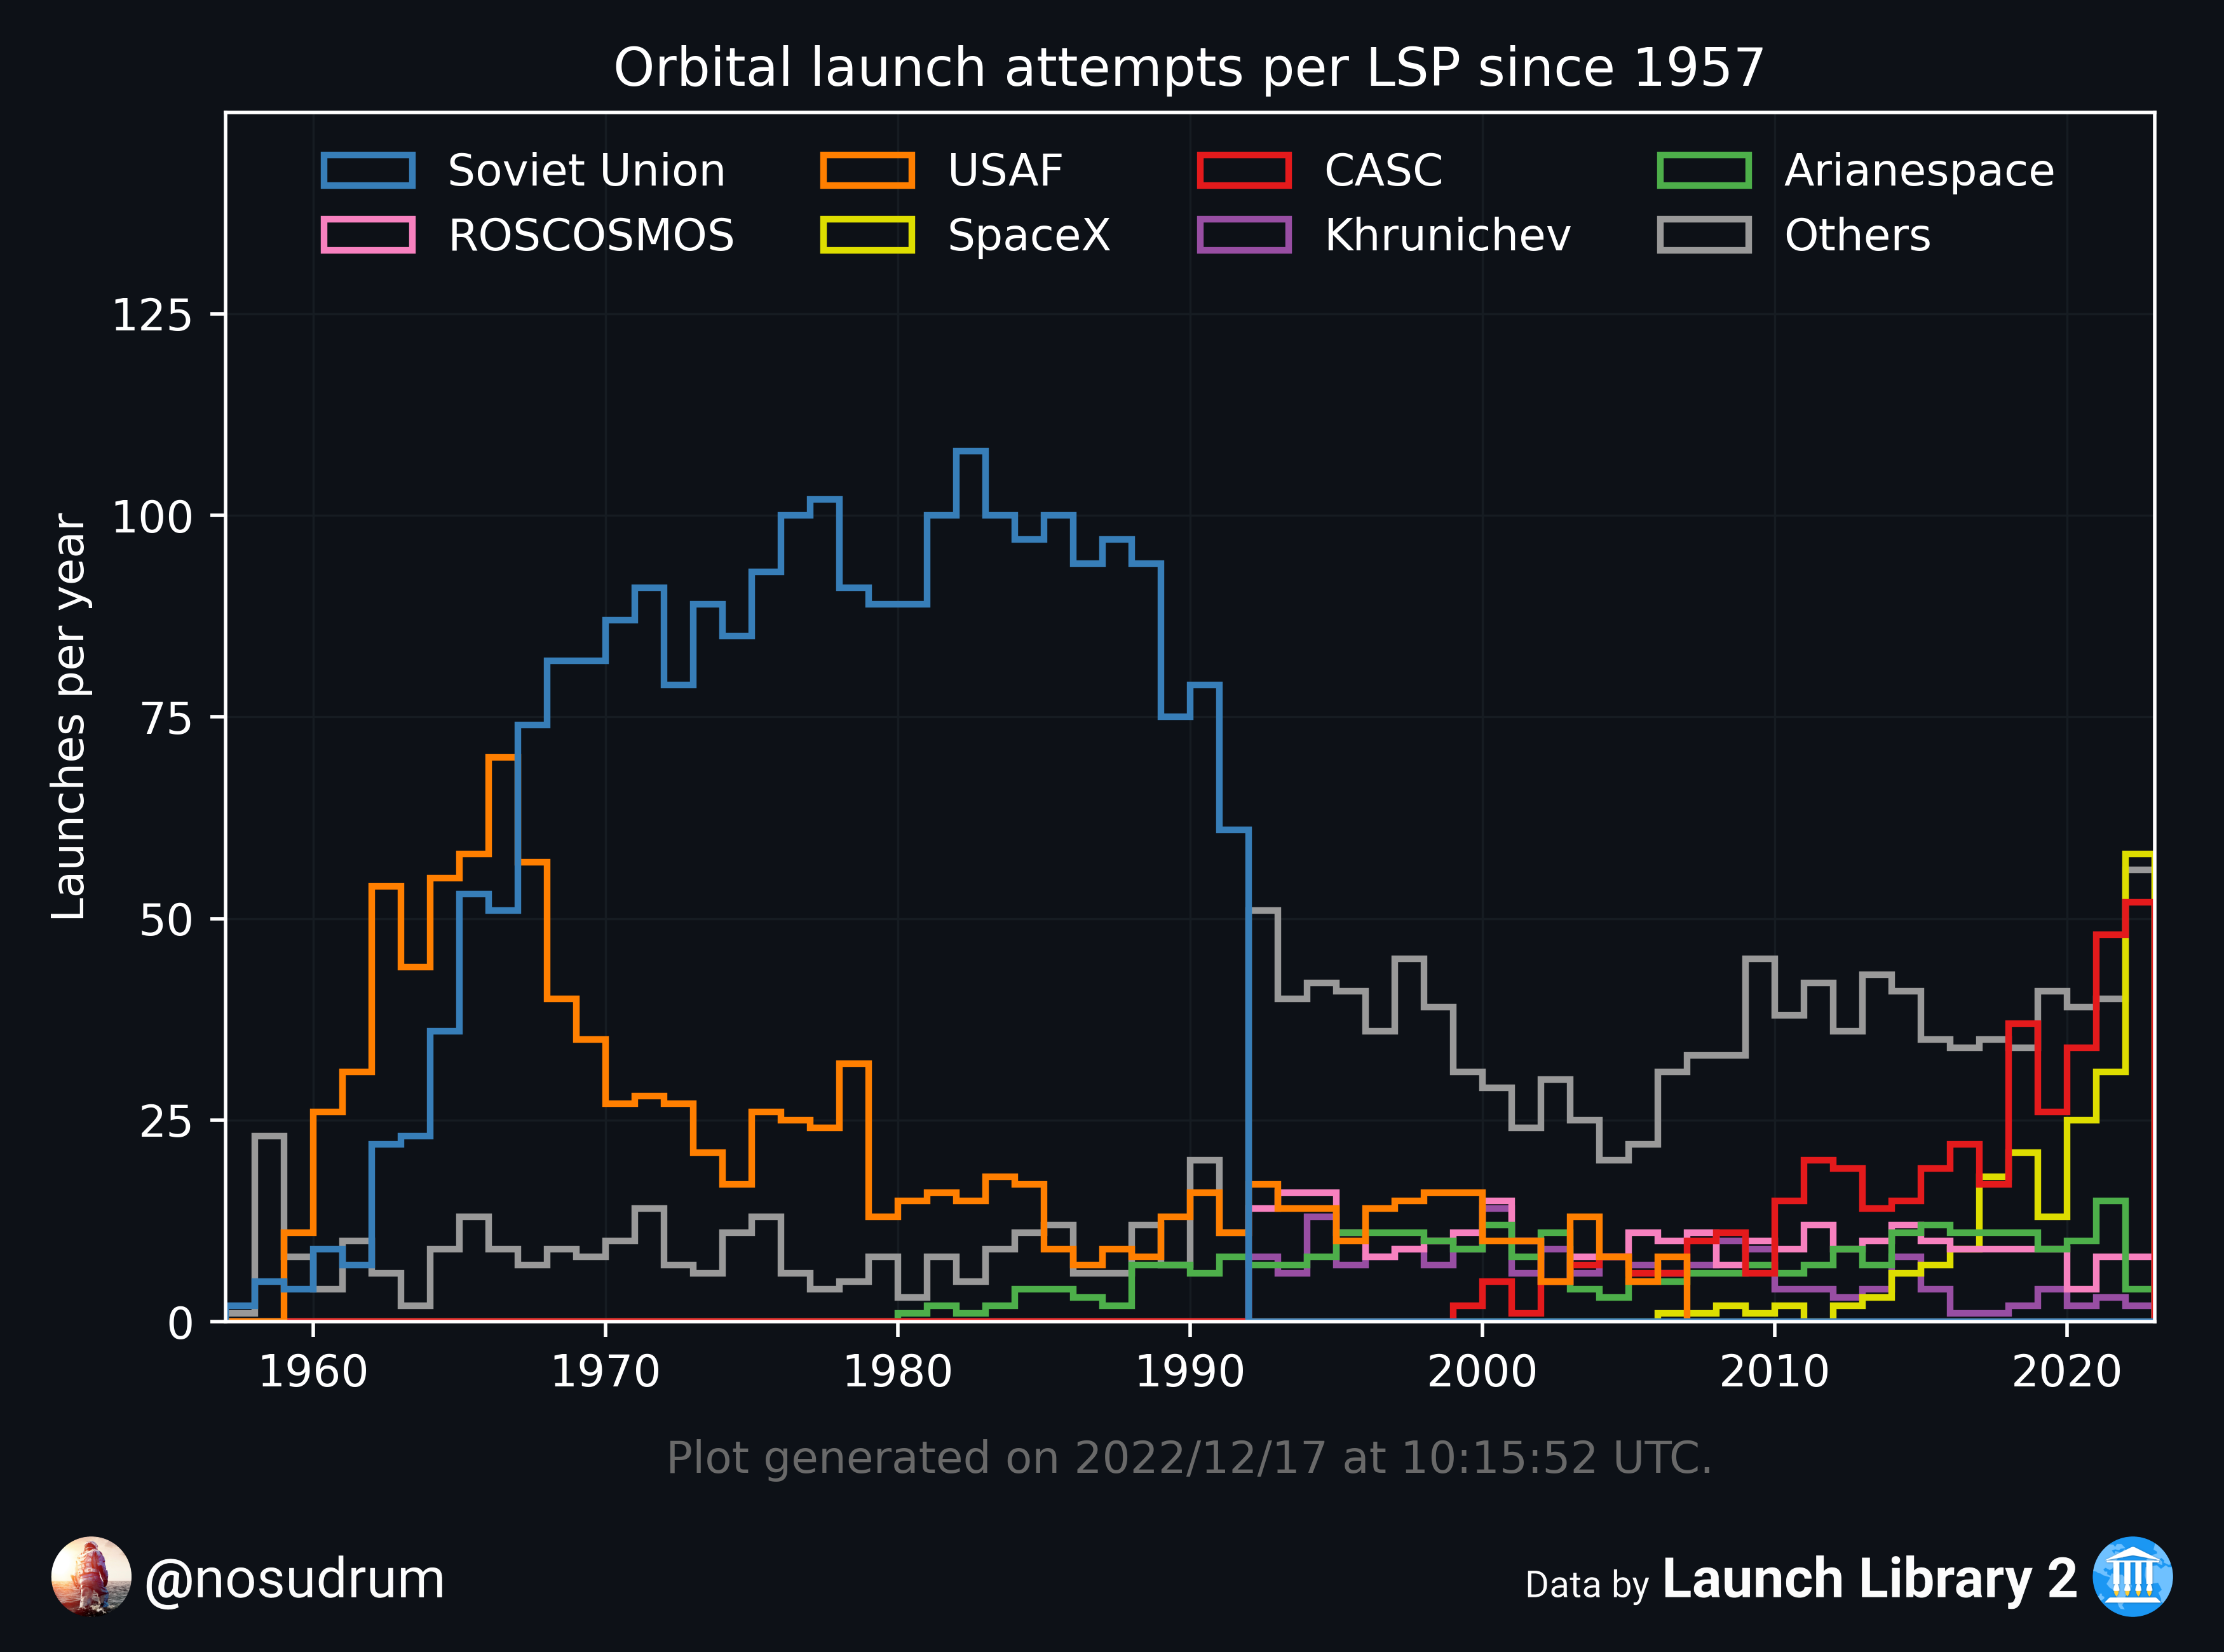 Orbital launch attempts per LSP since 1957
Soviet Union USAF CASC Arianespace
ROSCOSMOS SpaceX Khrunichev Others
Launches per year
125
100
75
50
25
0
1960 1970 1980 1990 2000 2010 2020
Plot generated on 2022/12/17 at 10:15:52 UTC.
@nosudrum
Data by Launch Library 2